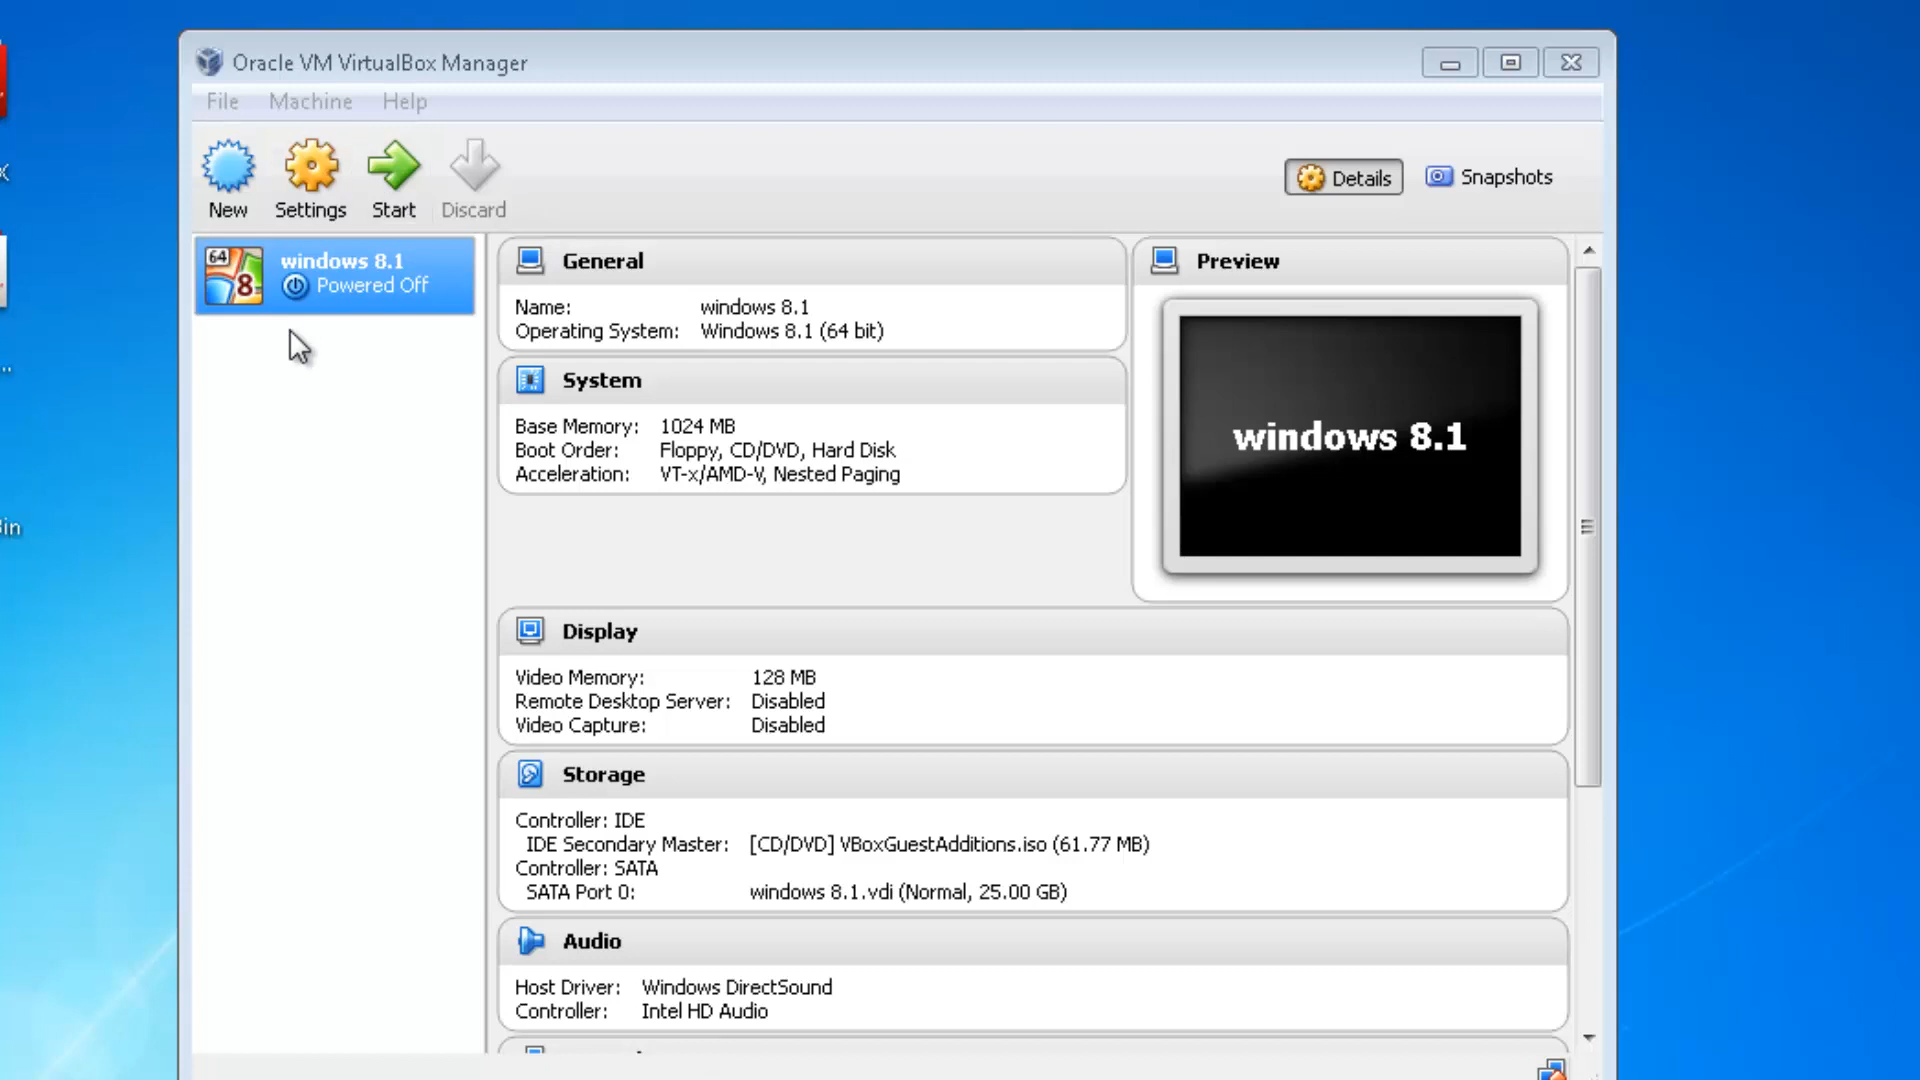 Oracle VM VirtualBox Manager
File Machine Help
New Settings Start Discard
Details Snapshots
64
8
windows 8.1
Powered Off
General
Name: windows 8.1
Operating System: Windows 8.1 (64 bit)
Preview
windows 8.1
System
Base Memory: 1024 MB
Boot Order: Floppy, CD/DVD, Hard Disk
Acceleration: VT-x/AMD-V, Nested Paging
Display
Video Memory: 128 MB
Remote Desktop Server: Disabled
Video Capture: Disabled
Storage
Controller: IDE
IDE Secondary Master: [CD/DVD] VBoxGuestAdditions.iso (61.77 MB)
Controller: SATA
SATA Port 0: windows 8.1.vdi (Normal, 25.00 GB)
Audio
Host Driver: Windows DirectSound
Controller: Intel HD Audio